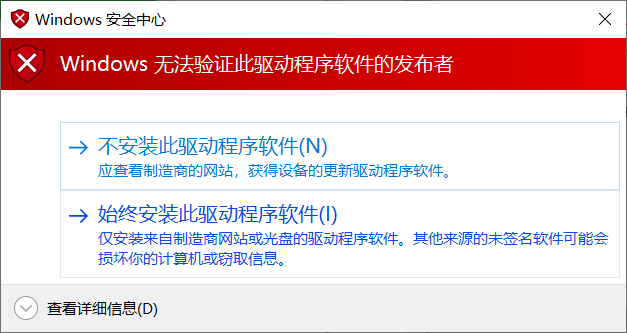 Windows 安全中心
Windows 无法验证此驱动程序软件的发布者
不安装此驱动程序软件(N)
应查看制造商的网站，获得设备的更新驱动程序软件。
始终安装此驱动程序软件(I)
仅安装来自制造商网站或光盘的驱动程序软件。其他来源的未签名软件可能会
损坏你的计算机或窃取信息。
查看详细信息(D)